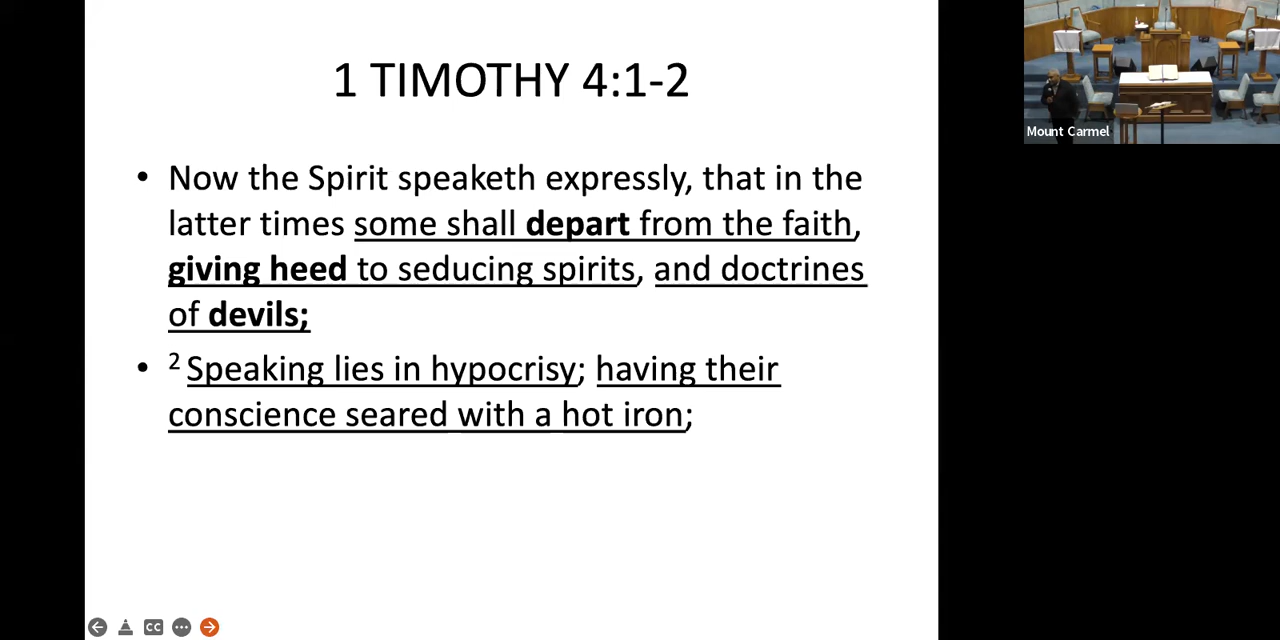 1 TIMOTHY 4:1-2
• Now the Spirit speaketh expressly, that in the
latter times some shall depart from the faith,
giving heed to seducing spirits, and doctrines
of devils;
• 2 Speaking lies in hypocrisy; having their
conscience seared with a hot iron;
Mount Carmel
CC